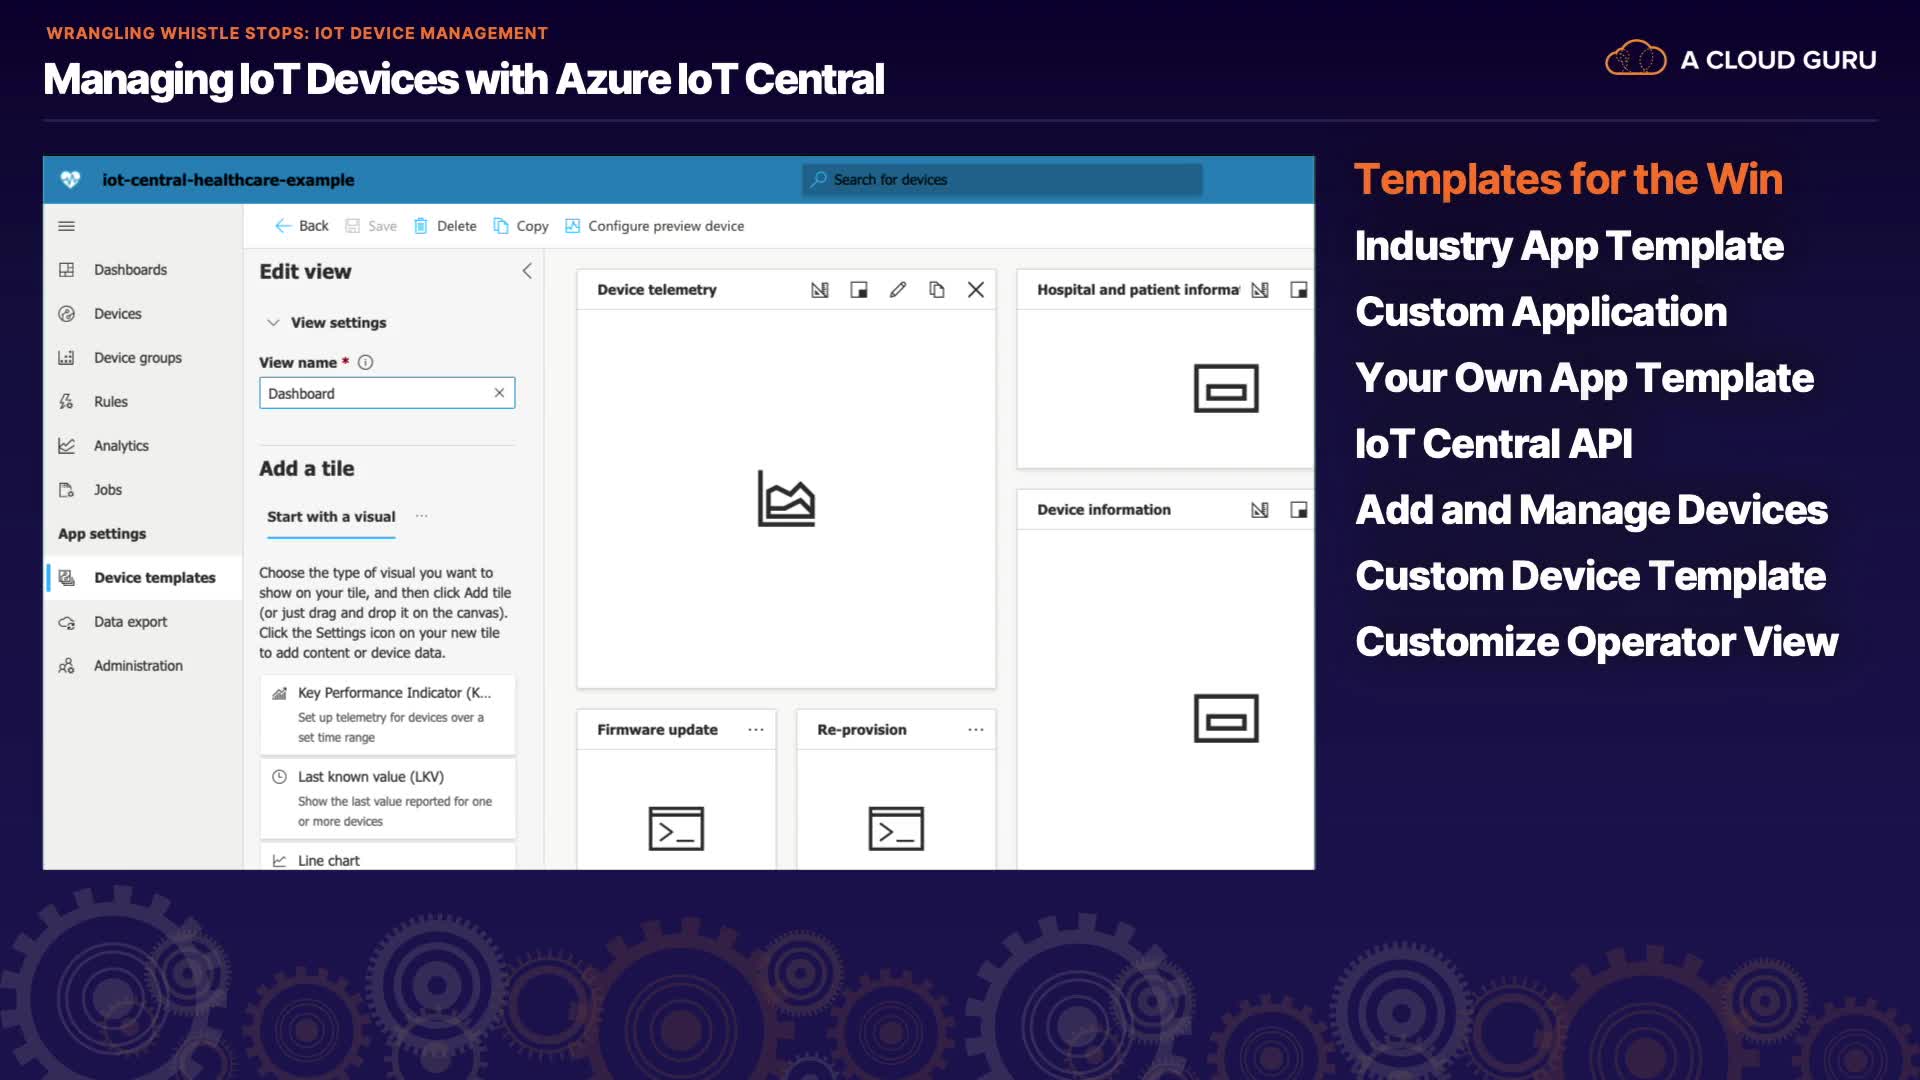 WRANGLING WHISTLE STOPS: IOT DEVICE MANAGEMENT
Managing IoT Devices with Azure IoT Central
A CLOUD GURU
iot-central-healthcare-example
Search for devices
Back
Save
Delete
Copy
Configure preview device
Dashboards
Devices
Device groups
Rules
Analytics
Jobs
App settings
Device templates
Data export
Administration
Edit view
View settings
View name *
Dashboard
Add a tile
Start with a visual
...
Choose the type of visual you want to
show on your tile, and then click Add tile
(or just drag and drop it on the canvas).
Click the Settings icon on your new tile
to add content or device data.
Key Performance Indicator (K...
Set up telemetry for devices over a
set time range
Last known value (LKV)
Show the last value reported for one
or more devices
Line chart
Device telemetry
Hospital and patient informa
Device information
Firmware update
...
Re-provision
...
Templates for the Win
Industry App Template
Custom Application
Your Own App Template
IoT Central API
Add and Manage Devices
Custom Device Template
Customize Operator View